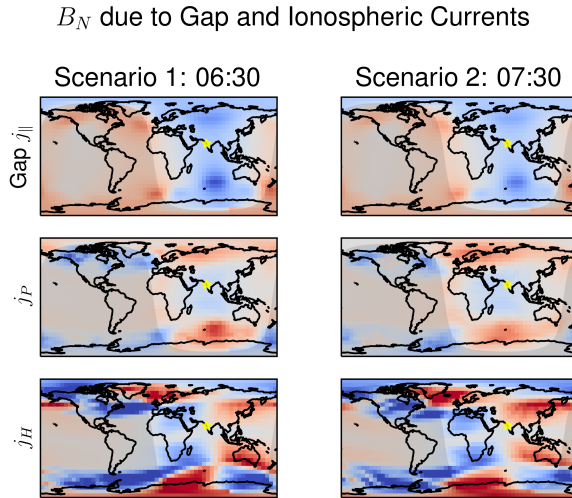 $B_N$ due to Gap and Ionospheric Currents
Scenario 1: 06:30
Scenario 2: 07:30
Gap $j_{\parallel}$
$j_P$
$j_H$